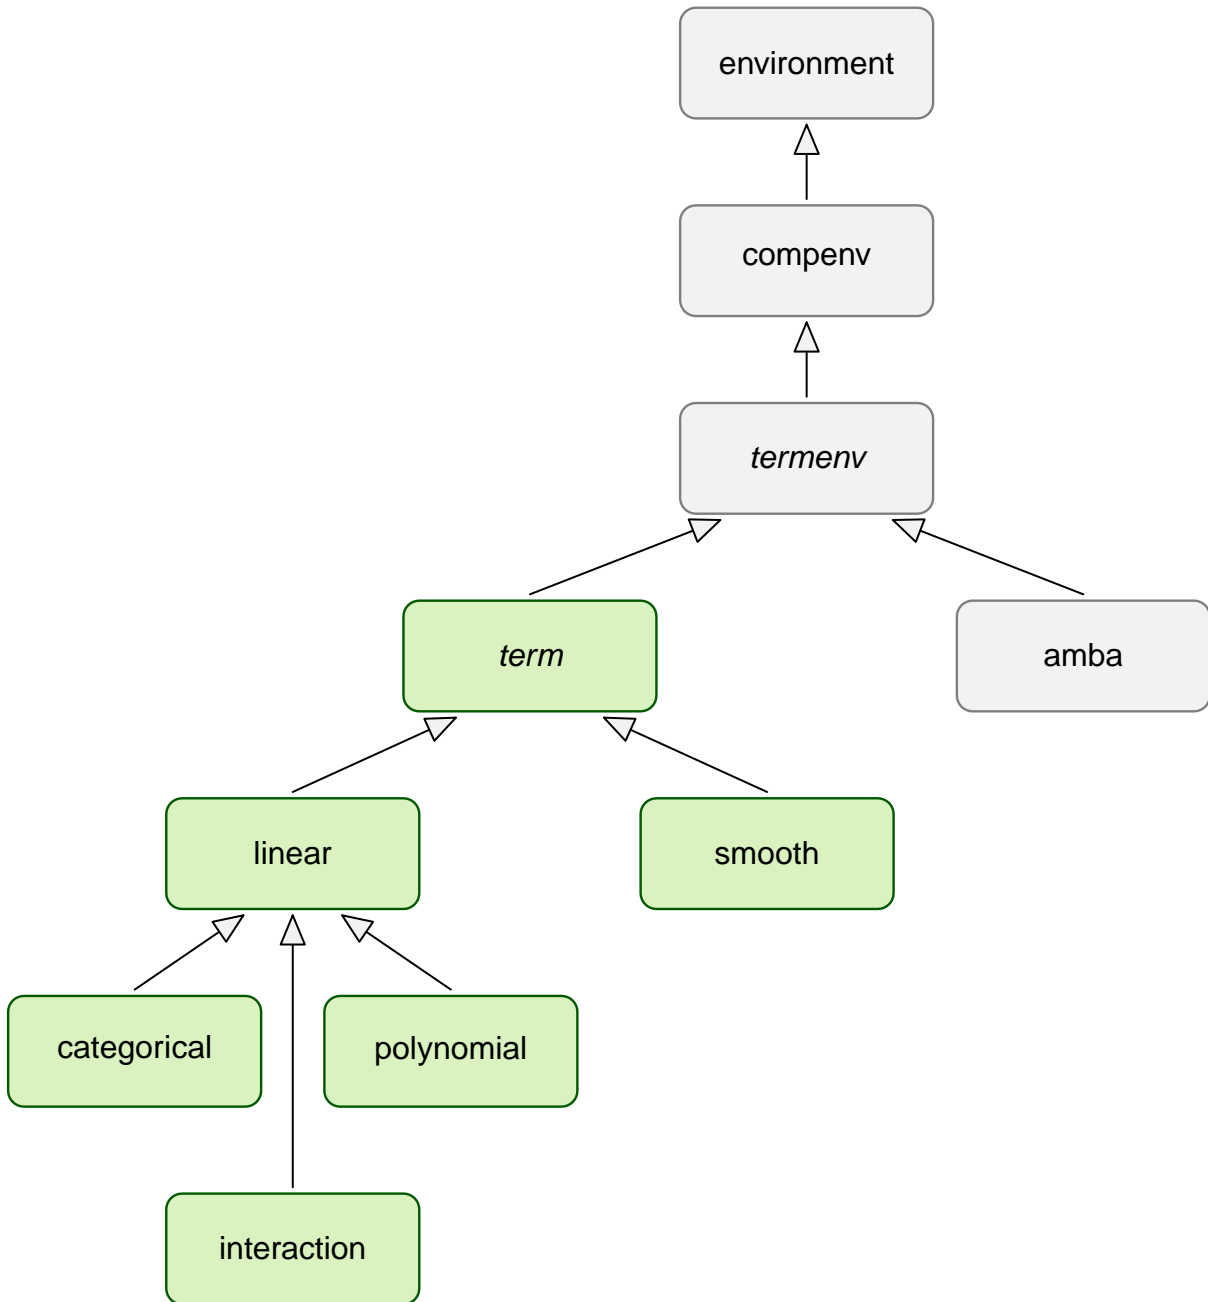 environment
compenv
termenv
term
amba
linear
smooth
categorical
polynomial
interaction